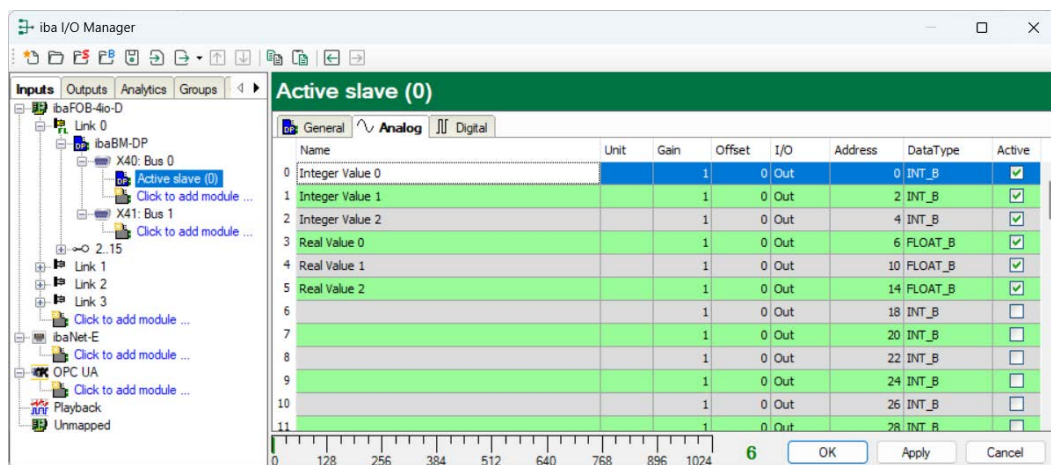 iba I/O Manager
Inputs Outputs Analytics Groups
ibaFOB-4io-D
Link 0
ibaBM-DP
X40: Bus 0
Active slave (0)
Click to add module ...
X41: Bus 1
Click to add module ...
2..15
Link 1
Link 2
Link 3
Click to add module ...
ibaNet-E
Click to add module ...
OPC UA
Click to add module ...
Playback
Unmapped
Active slave (0)
General Analog Digital
Name Unit Gain Offset I/O Address DataType Active
0 Integer Value 0 1 0 Out 0 INT_B
1 Integer Value 1 1 0 Out 2 INT_B
2 Integer Value 2 1 0 Out 4 INT_B
3 Real Value 0 1 0 Out 6 FLOAT_B
4 Real Value 1 1 0 Out 10 FLOAT_B
5 Real Value 2 1 0 Out 14 FLOAT_B
6 1 0 Out 18 INT_B
7 1 0 Out 20 INT_B
8 1 0 Out 22 INT_B
9 1 0 Out 24 INT_B
10 1 0 Out 26 INT_B
11 1 0 Out 28 INT_B
0 128 256 384 512 640 768 896 1024
6 OK Apply Cancel